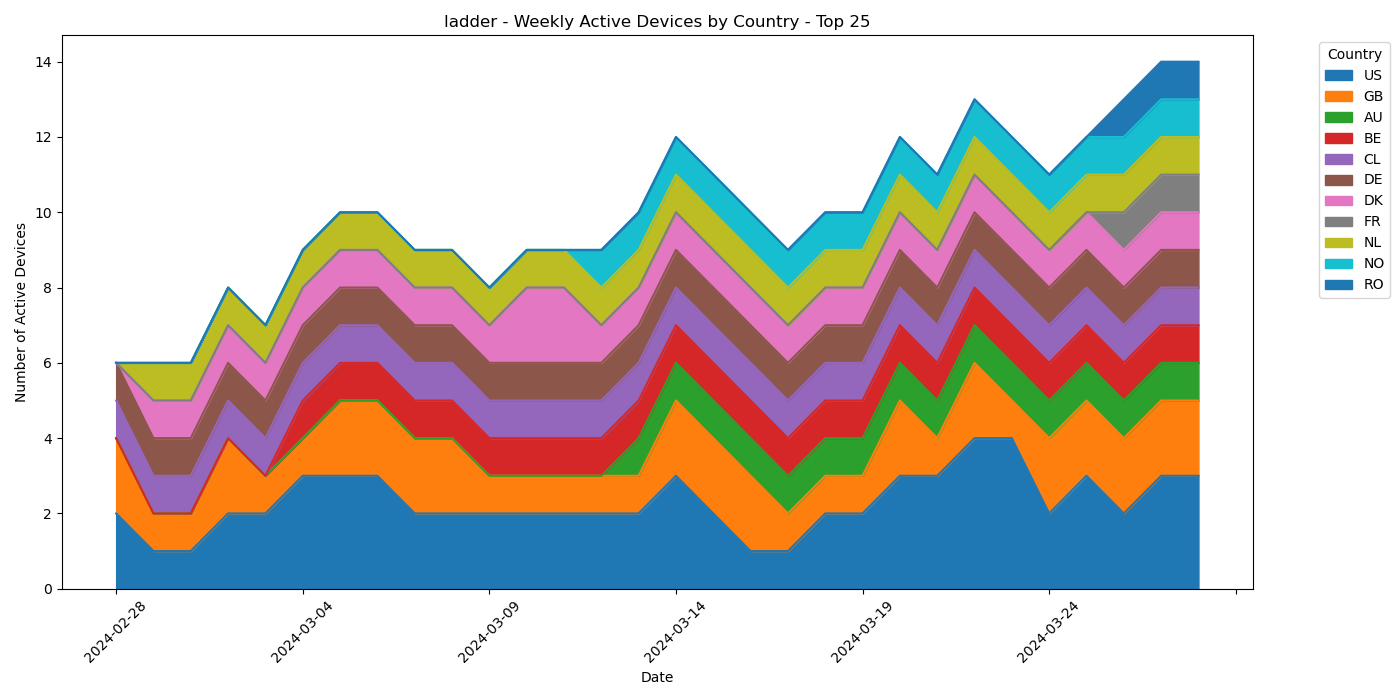 ladder - Weekly Active Devices by Country - Top 25
Number of Active Devices
14
12
10
8
6
4
2
0
2024-02-28
2024-03-04
2024-03-09
2024-03-14
2024-03-19
2024-03-24
Date
Country
US
GB
AU
BE
CL
DE
DK
FR
NL
NO
RO